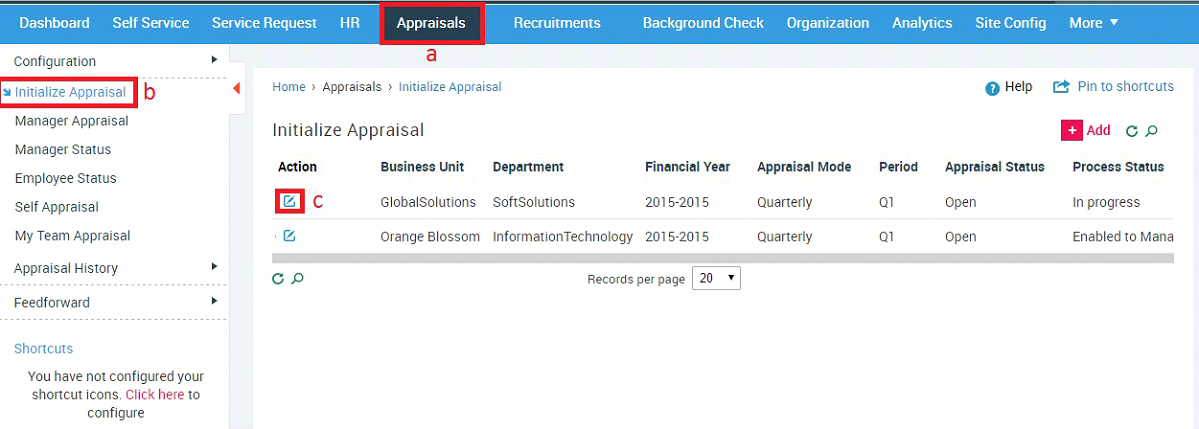 Dashboard Self Service Service Request HR Appraisals Recruitments Background Check Organization Analytics Site Config More
a
Configuration
Initialize Appraisal b
Manager Appraisal
Manager Status
Employee Status
Self Appraisal
My Team Appraisal
Appraisal History
Feedforward
Shortcuts
You have not configured your
shortcut icons. Click here to
configure
Home › Appraisals › Initialize Appraisal
? Help Pin to shortcuts
Initialize Appraisal
+ Add
Action Business Unit Department Financial Year Appraisal Mode Period Appraisal Status Process Status
c GlobalSolutions SoftSolutions 2015-2015 Quarterly Q1 Open In progress
Orange Blossom InformationTechnology 2015-2015 Quarterly Q1 Open Enabled to Mana
Records per page 20